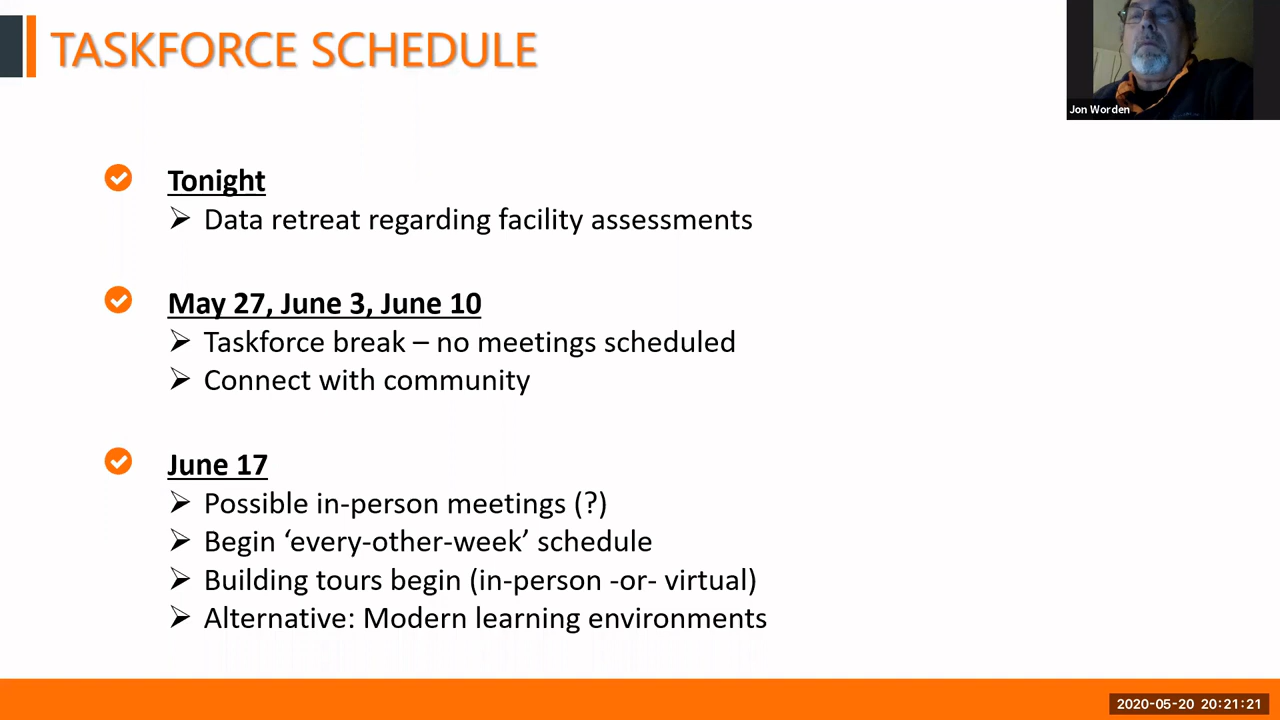 TASKFORCE SCHEDULE
Jon Worden
Tonight
Data retreat regarding facility assessments
May 27, June 3, June 10
Taskforce break – no meetings scheduled
Connect with community
June 17
Possible in-person meetings (?)
Begin ‘every-other-week’ schedule
Building tours begin (in-person -or- virtual)
Alternative: Modern learning environments
2020-05-20 20:21:21